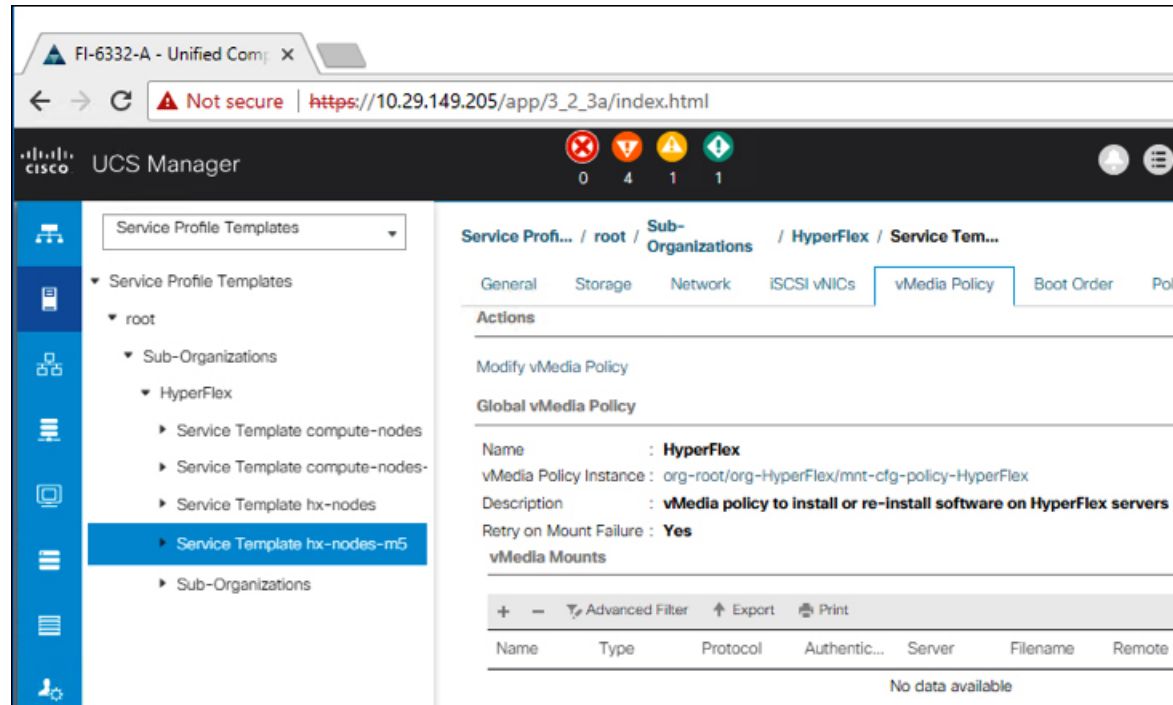 FI-6332-A - Unified Comp
Not secure | https://10.29.149.205/app/3_2_3a/index.html
cisco UCS Manager
0 4 1 1
Service Profile Templates
Service Profile Templates
root
Sub-Organizations
HyperFlex
Service Template compute-nodes
Service Template compute-nodes-
Service Template hx-nodes
Service Template hx-nodes-m5
Sub-Organizations
Service Profi... / root / Sub-Organizations / HyperFlex / Service Tem...
General Storage Network iSCSI vNICs vMedia Policy Boot Order Pol
Actions
Modify vMedia Policy
Global vMedia Policy
Name : HyperFlex
vMedia Policy Instance : org-root/org-HyperFlex/mnt-cfg-policy-HyperFlex
Description : vMedia policy to install or re-install software on HyperFlex servers
Retry on Mount Failure : Yes
vMedia Mounts
+ − Advanced Filter Export Print
Name Type Protocol Authentic... Server Filename Remote
No data available